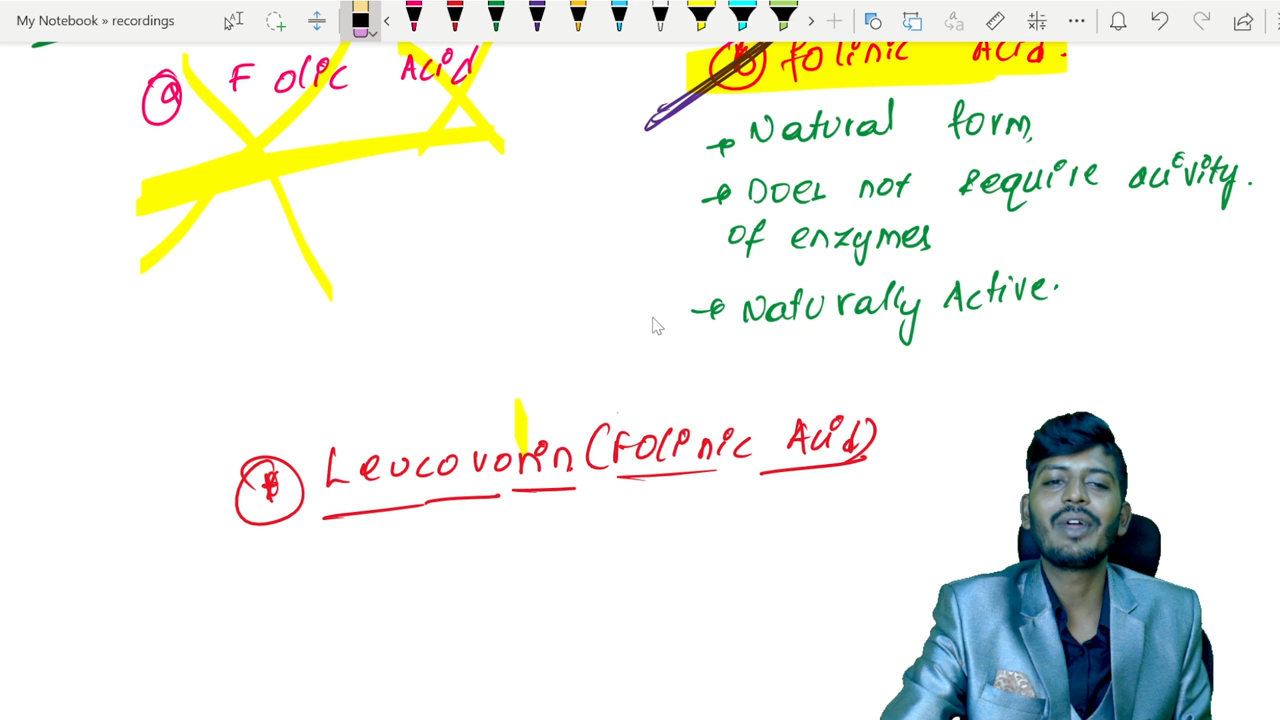 My Notebook » recordings
Folic Acid
folinic Acid.
→ Natural form,
→ Does not require activity.
of enzymes
→ Naturally Active.
Leucovorin (Folinic Acid)